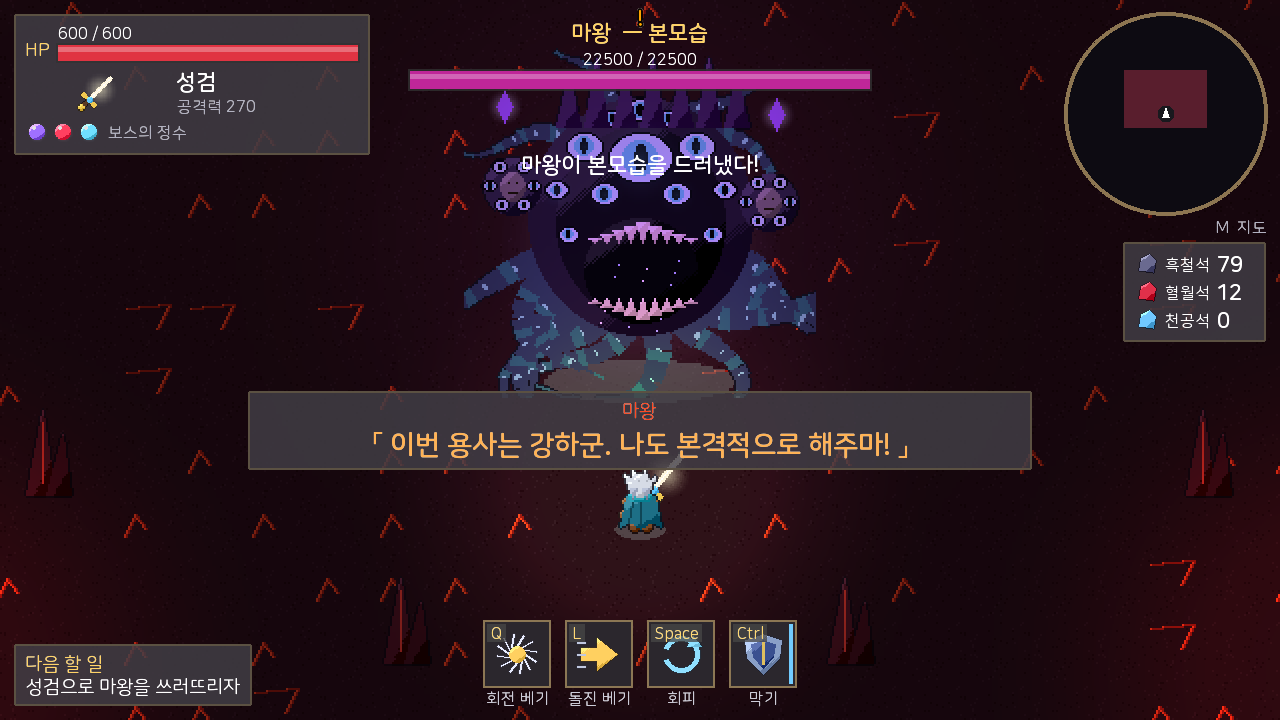 600 / 600
HP
성검
공격력 270
보스의 정수
!
마왕 — 본모습
22500 / 22500
마왕이 본모습을 드러냈다!
M 지도
흑철석 79
혈월석 12
천공석 0
마왕
「 이번 용사는 강하군. 나도 본격적으로 해주마! 」
다음 할 일
성검으로 마왕을 쓰러뜨리자
Q
L
Space
Ctrl
회전 베기
돌진 베기
회피
막기